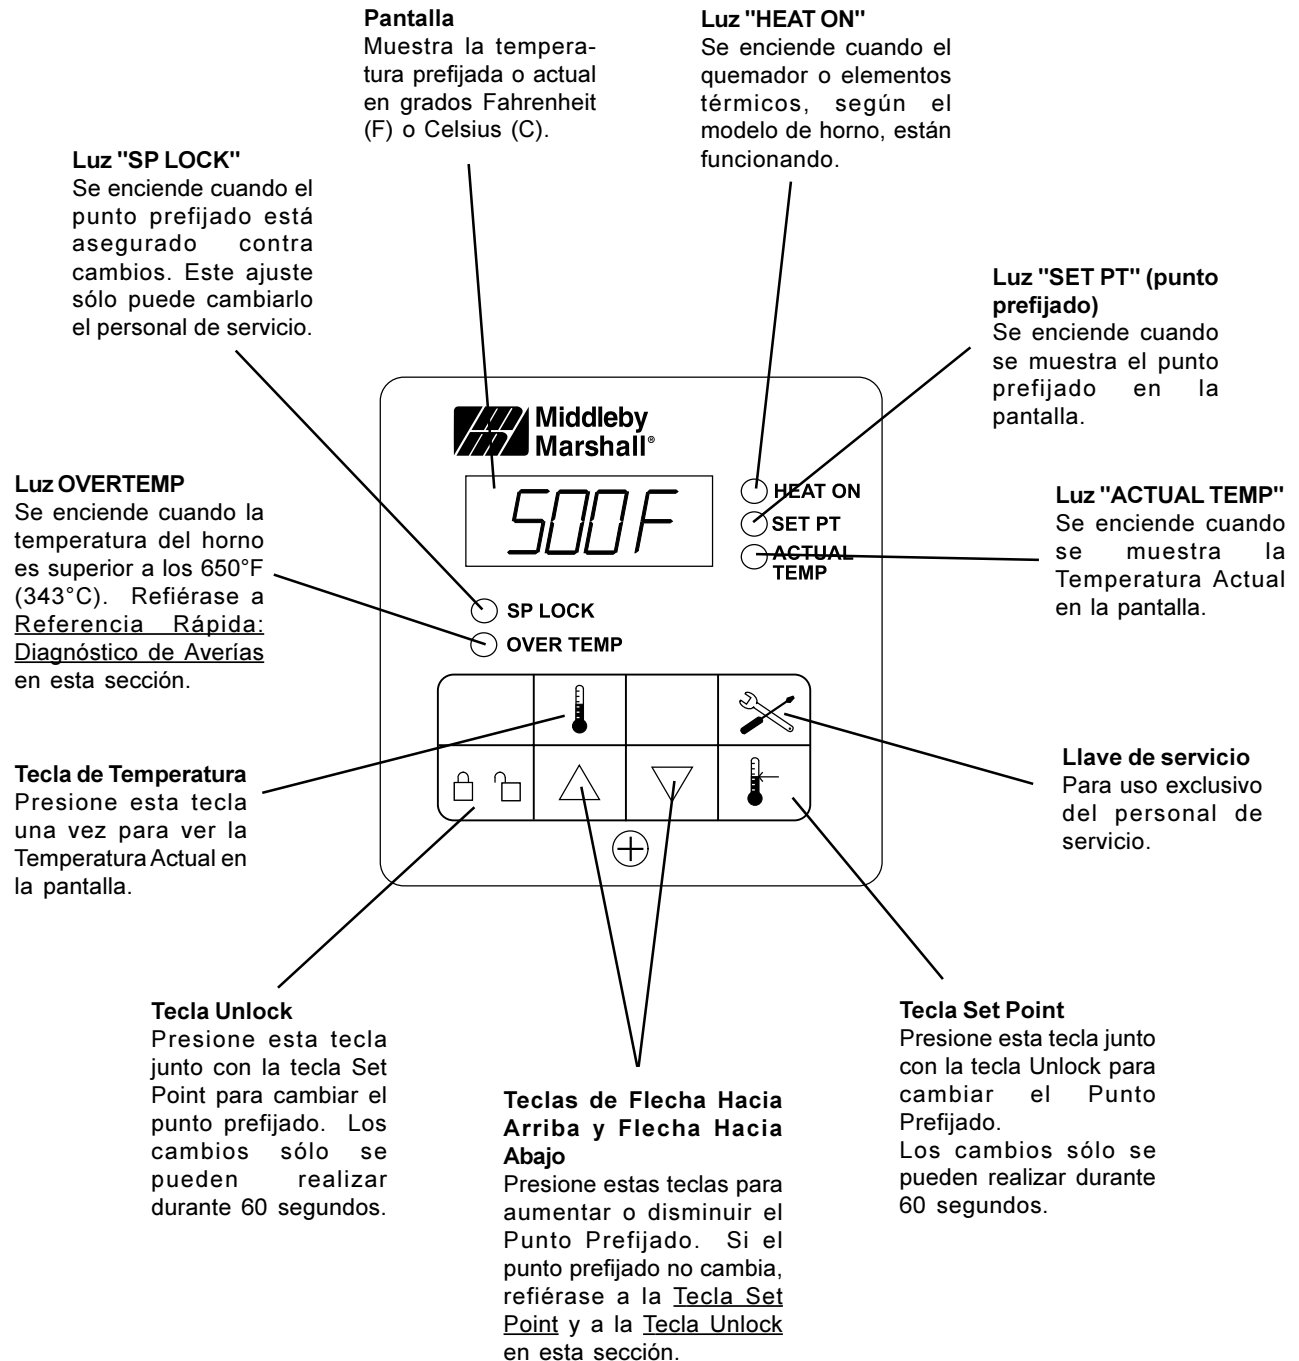 Pantalla
Muestra la tempera-
tura prefijada o actual
en grados Fahrenheit
(F) o Celsius (C).
Luz "HEAT ON"
Se enciende cuando el
quemador o elementos
térmicos, según el
modelo de horno, están
funcionando.
Luz "SP LOCK"
Se enciende cuando el
punto prefijado está
asegurado contra
cambios. Este ajuste
sólo puede cambiarlo
el personal de servicio.
Luz "SET PT" (punto
prefijado)
Se enciende cuando
se muestra el punto
prefijado en la
pantalla.
Luz OVERTEMP
Se enciende cuando la
temperatura del horno
es superior a los 650°F
(343°C). Refiérase a
Referencia Rápida:
Diagnóstico de Averías
en esta sección.
Middleby
Marshall®
500F
HEAT ON
SET PT
ACTUAL
TEMP
SP LOCK
OVER TEMP
Luz "ACTUAL TEMP"
Se enciende cuando
se muestra la
Temperatura Actual
en la pantalla.
Tecla de Temperatura
Presione esta tecla
una vez para ver la
Temperatura Actual en
la pantalla.
Llave de servicio
Para uso exclusivo
del personal de
servicio.
Tecla Unlock
Presione esta tecla
junto con la tecla Set
Point para cambiar el
punto prefijado. Los
cambios sólo se
pueden realizar
durante 60 segundos.
Teclas de Flecha Hacia
Arriba y Flecha Hacia
Abajo
Presione estas teclas para
aumentar o disminuir el
Punto Prefijado. Si el
punto prefijado no cambia,
refiérase a la Tecla Set
Point y a la Tecla Unlock
en esta sección.
Tecla Set Point
Presione esta tecla junto
con la tecla Unlock para
cambiar el Punto
Prefijado.
Los cambios sólo se
pueden realizar durante
60 segundos.